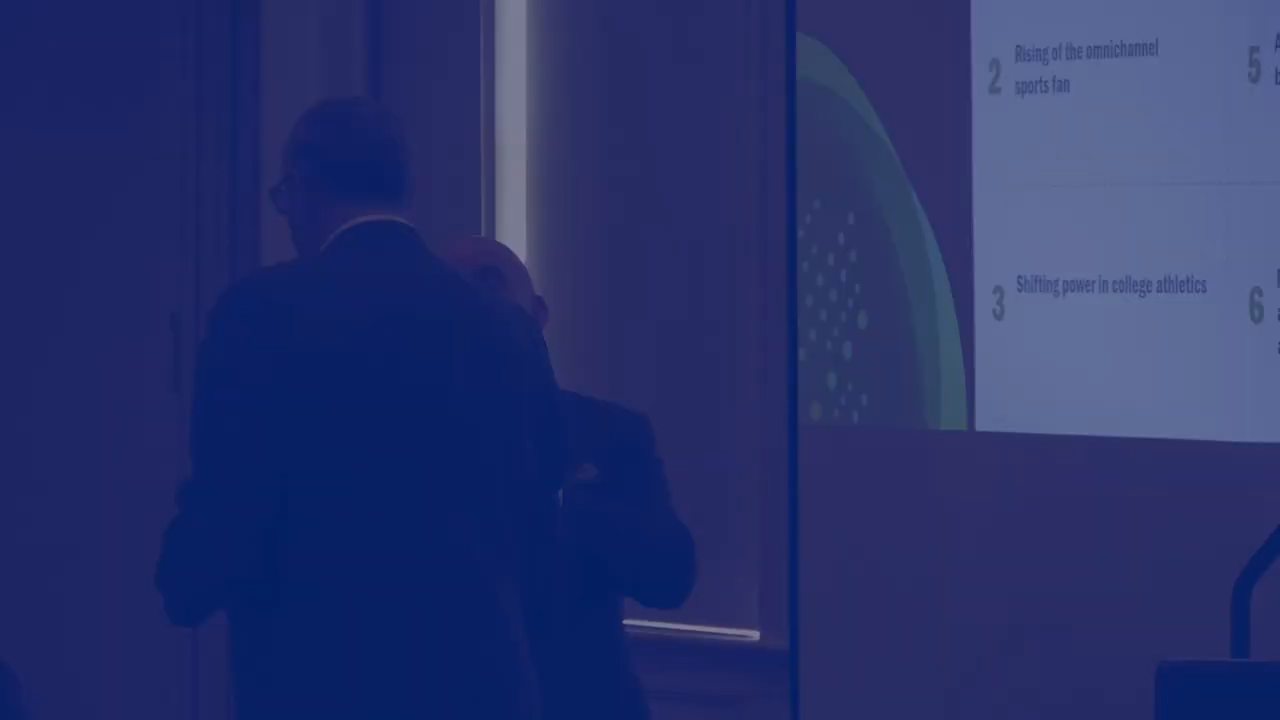 2
Rising of the omnichannel
sports fan
5
3
Shifting power in college athletics
6